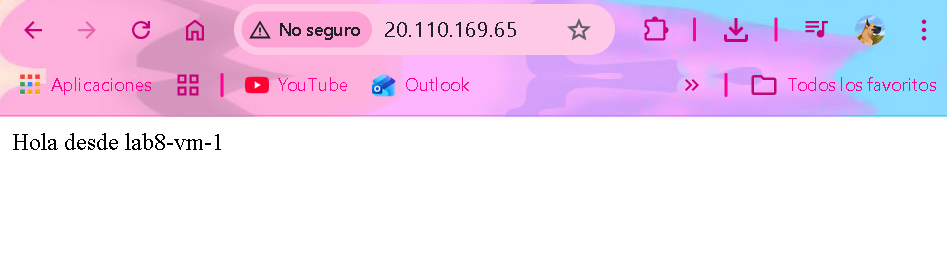 No seguro 20.110.169.65
Aplicaciones YouTube Outlook » Todos los favoritos
Hola desde lab8-vm-1